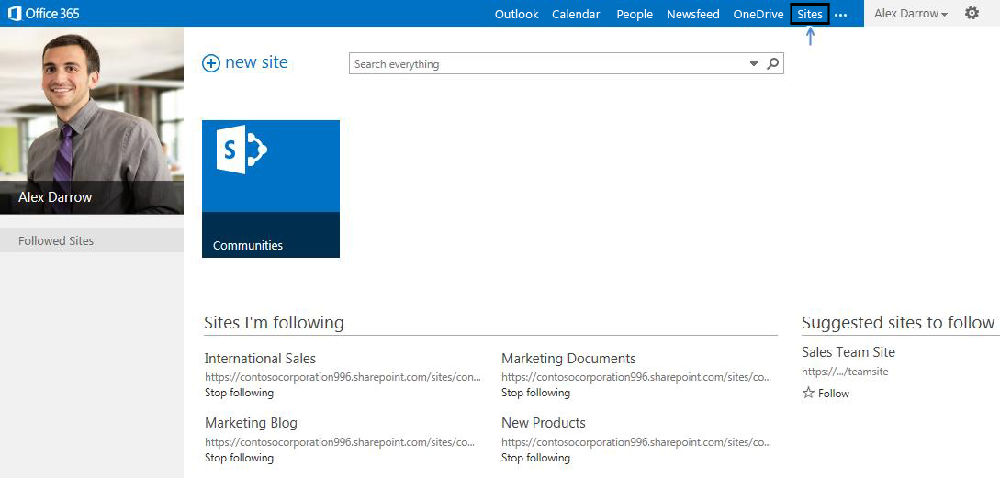 Office 365
Outlook Calendar People Newsfeed OneDrive Sites ... Alex Darrow
new site
Search everything
Alex Darrow
Followed Sites
S
Communities
Sites I'm following
International Sales
https://contosocorporation996.sharepoint.com/sites/con...
Stop following
Marketing Documents
https://contosocorporation996.sharepoint.com/sites/co...
Stop following
Marketing Blog
https://contosocorporation996.sharepoint.com/sites/co...
Stop following
New Products
https://contosocorporation996.sharepoint.com/sites/co...
Stop following
Suggested sites to follow
Sales Team Site
https://.../teamsite
Follow